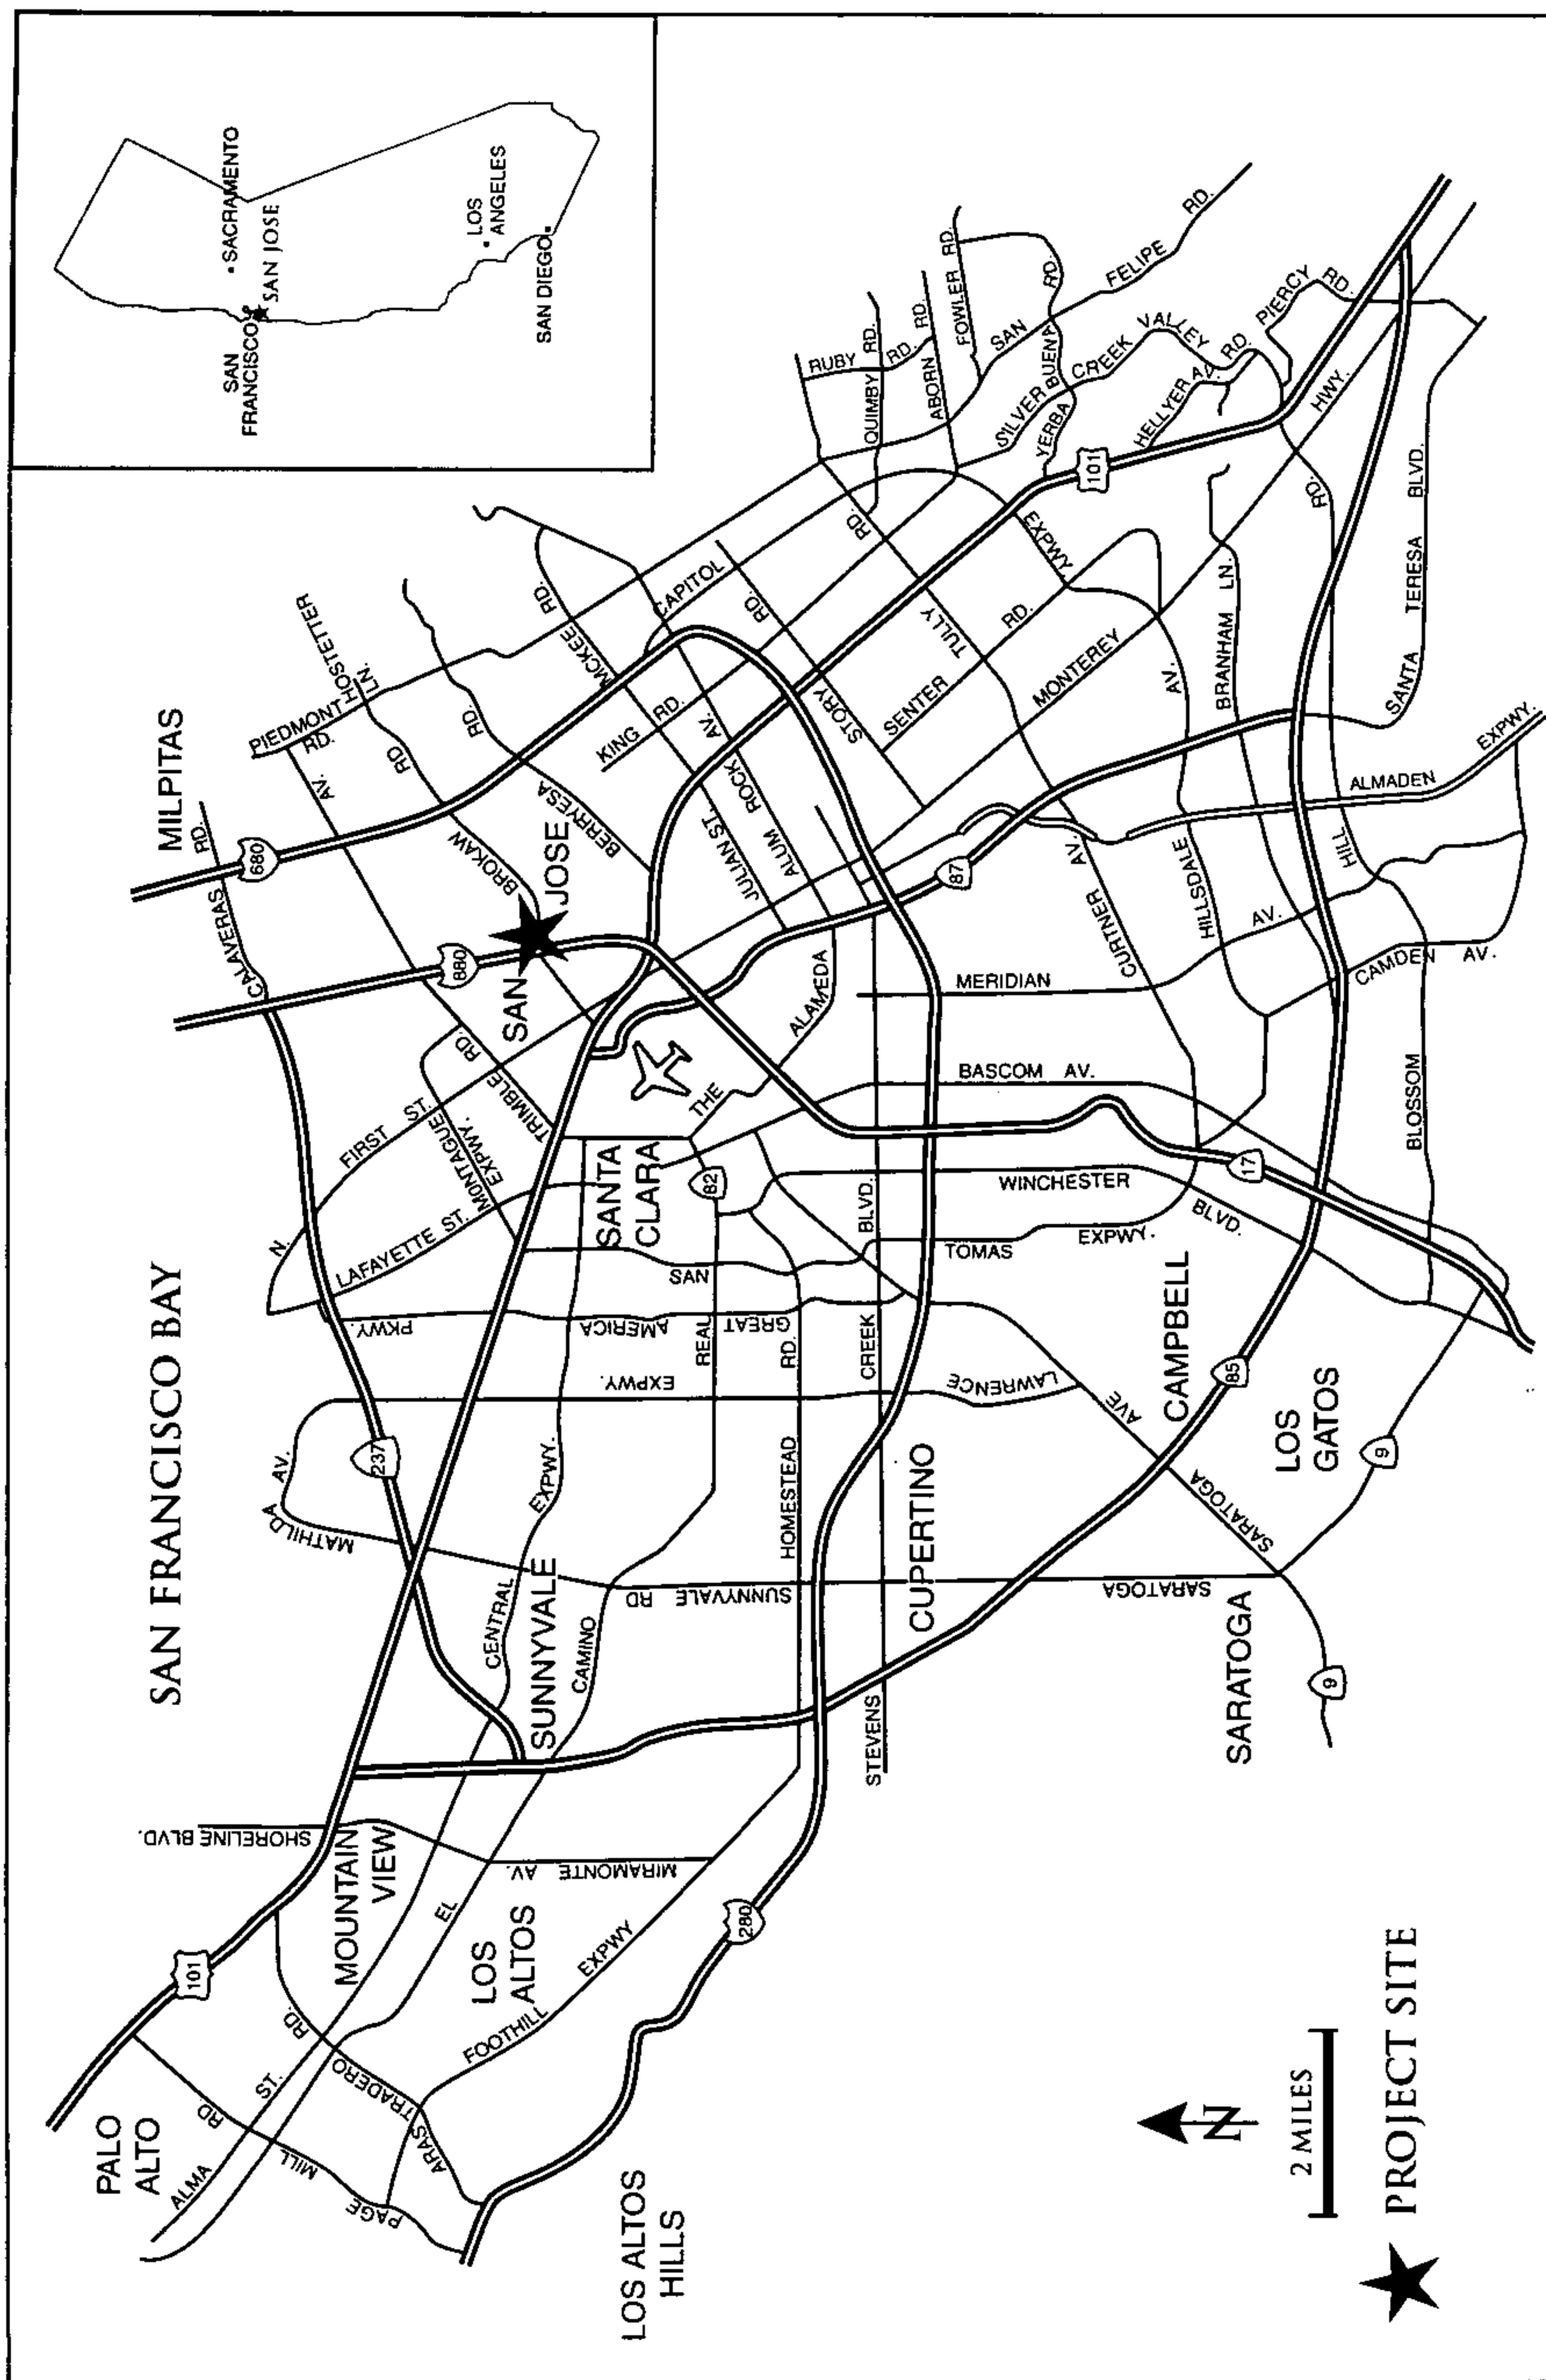 SAN FRANCISCO BAY
PALO
ALTO
LOS ALTOS
HILLS
MOUNTAIN
VIEW
LOS
ALTOS
SUNNYVALE
SANTA
CLARA
SAN
JOSE
MILPITAS
CUPERTINO
SARATOGA
CAMPBELL
LOS
GATOS
101
280
237
880
680
82
87
17
85
9
9
101
ALMA
ST.
PAGE
MILL
RD
ARASTRADERO
RD.
FOOTHILL
EXPWY
EL
CAMINO
REAL
SHORELINE BLVD.
MIRAMONTE AV.
CENTRAL
EXPWY.
MATHILDA
AV.
SUNNYVALE RD
SARATOGA
HOMESTEAD
RD.
STEVENS
CREEK
BLVD.
LAWRENCE
EXPWY.
GREAT
AMERICA
PKWY.
SAN
TOMAS
EXPWY.
SARATOGA
AVE
WINCHESTER
BLVD.
LAFAYETTE ST.
N.
FIRST
ST.
MONTAGUE
EXPWY.
TRIMBLE
RD.
THE
ALAMEDA
BASCOM AV.
MERIDIAN
AV.
CALAVERAS
RD.
PIEDMONT
RD.
HOSTETTER
LN.
AV.
BROKAW
RD
BERRYESA
RD.
MCKEE
RD.
JULIAN ST.
ALUM
ROCK
AV.
KING
RD.
CAPITOL
EXPWY
STORY
RD.
SENTER
RD.
TULLY
RD.
MONTEREY
HWY.
CURTNER
AV.
HILLSDALE
AV.
BRANHAM LN.
CAMDEN AV.
BLOSSOM
HILL
RD.
ALMADEN
EXPWY.
SANTA
TERESA
BLVD.
RUBY
RD.
QUIMBY
RD.
ABORN
RD.
FOWLER
RD.
SAN
FELIPE
RD.
YERBA
BUENA
RD.
SILVER
CREEK
VALLEY
RD.
HELLYER AV.
PIERCY
RD.
SACRAMENTO
SAN
FRANCISCO
SAN JOSE
LOS
ANGELES
SAN DIEGO
N
2 MILES
PROJECT SITE